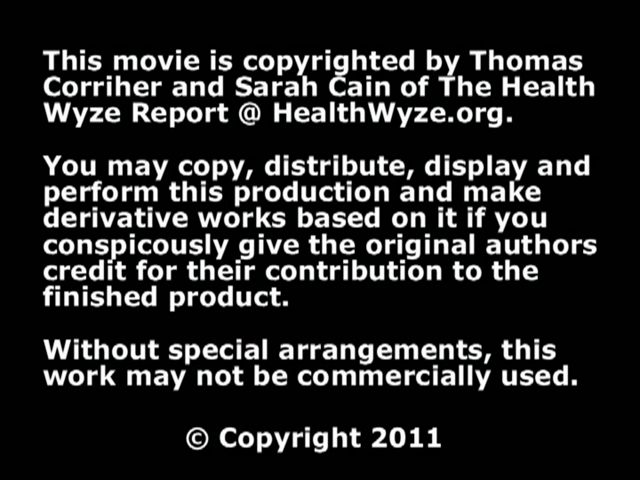 This movie is copyrighted by Thomas
Corriher and Sarah Cain of The Health
Wyze Report @ HealthWyze.org.
You may copy, distribute, display and
perform this production and make
derivative works based on it if you
conspicously give the original authors
credit for their contribution to the
finished product.
Without special arrangements, this
work may not be commercially used.
© Copyright 2011